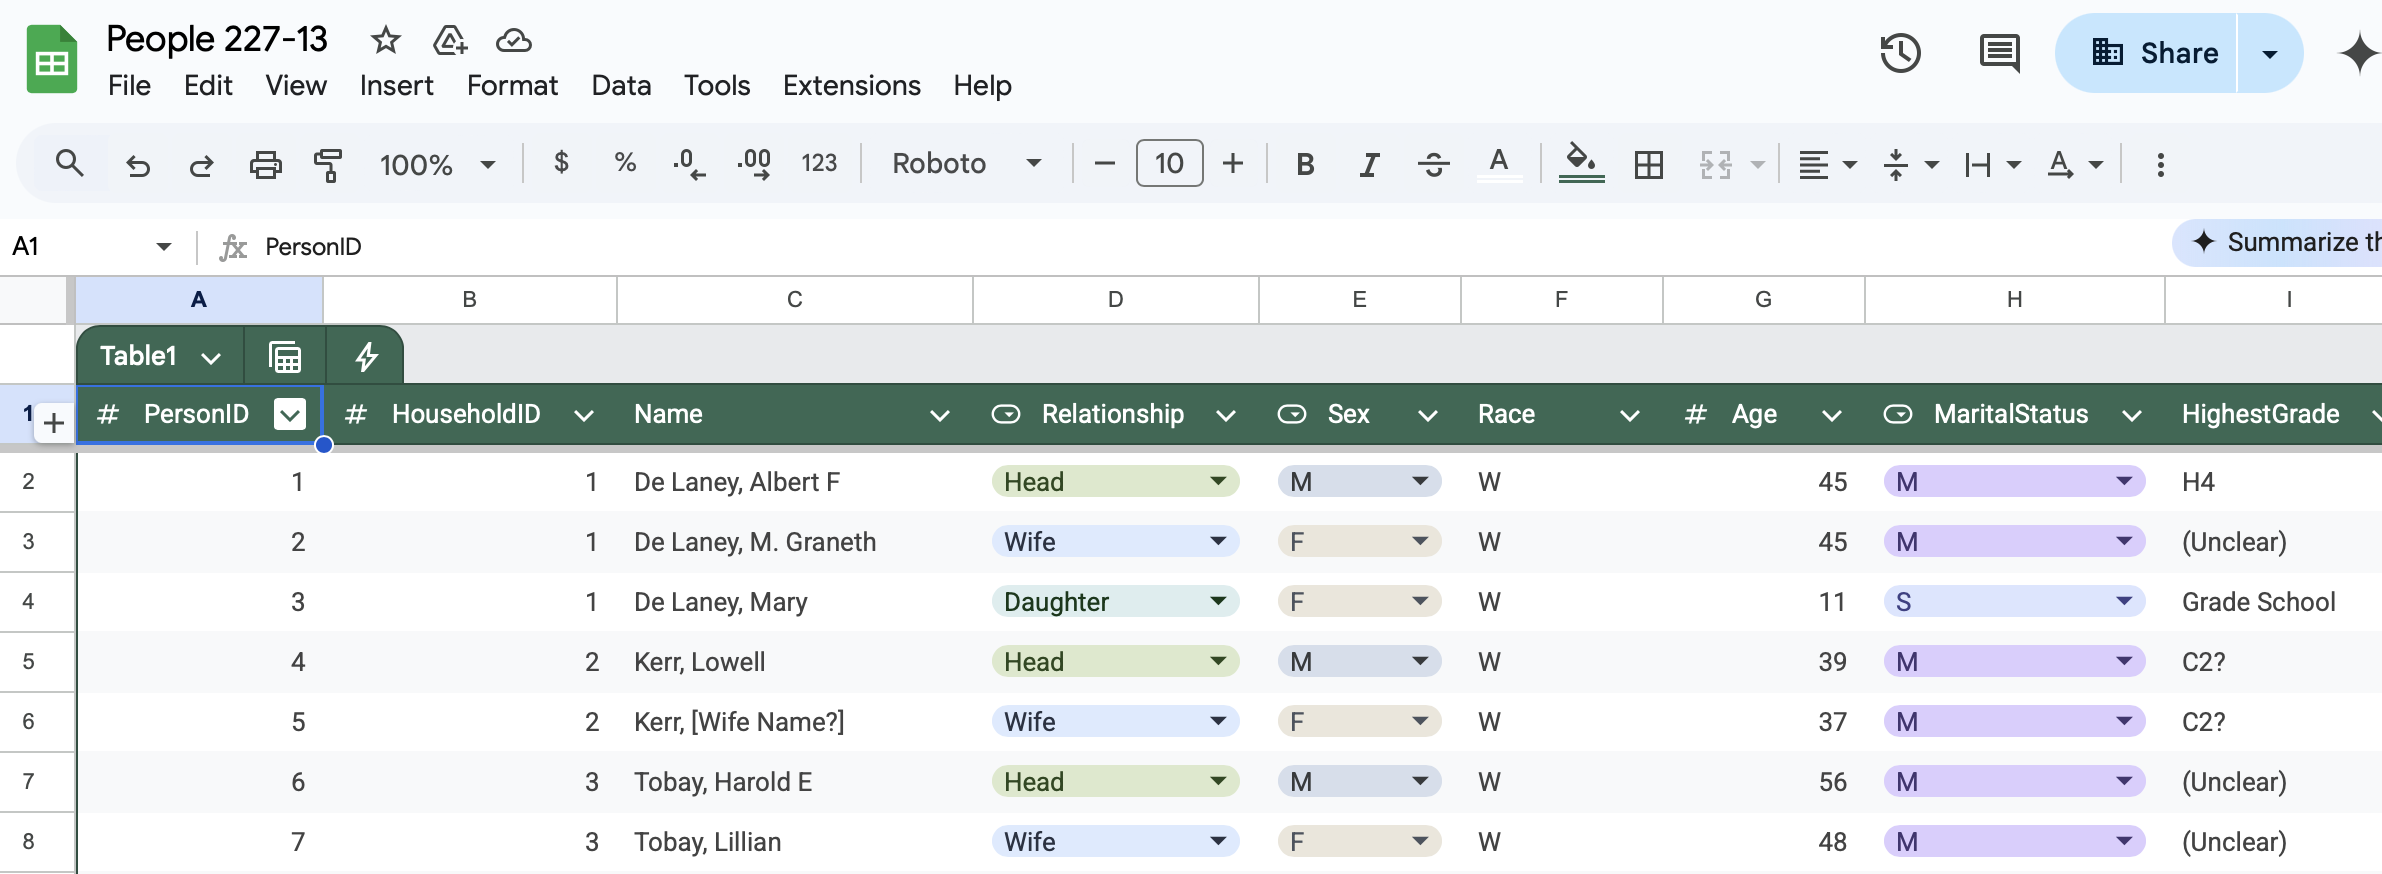 People 227-13
File Edit View Insert Format Data Tools Extensions Help
Share
100% $ % .0 .00 123 Roboto − 10 + B I S A A
A1 fx PersonID
Summarize th
A B C D E F G H I
Table1
1 # PersonID # HouseholdID Name Relationship Sex Race # Age MaritalStatus HighestGrade
2 1 1 De Laney, Albert F Head M W 45 M H4
3 2 1 De Laney, M. Graneth Wife F W 45 M (Unclear)
4 3 1 De Laney, Mary Daughter F W 11 S Grade School
5 4 2 Kerr, Lowell Head M W 39 M C2?
6 5 2 Kerr, [Wife Name?] Wife F W 37 M C2?
7 6 3 Tobay, Harold E Head M W 56 M (Unclear)
8 7 3 Tobay, Lillian Wife F W 48 M (Unclear)